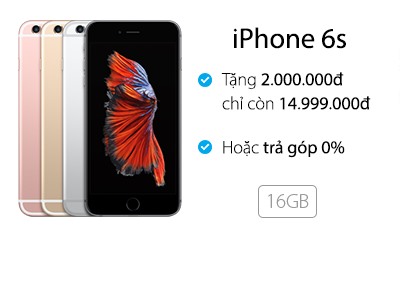 iPhone 6s
Tặng 2.000.000đ
chỉ còn 14.999.000đ
Hoặc trả góp 0%
16GB